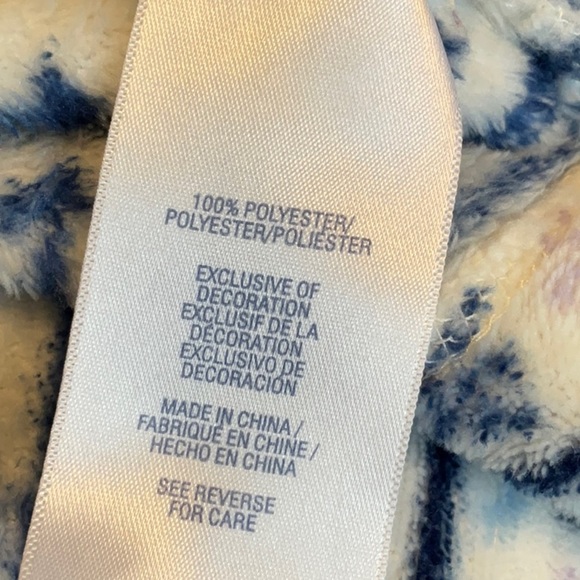 100% POLYESTER/
POLYESTER/POLIÉSTER
EXCLUSIVE OF
DECORATION
EXCLUSIF DE LA
DÉCORATION
EXCLUSIVO DE
DECORACIÓN
MADE IN CHINA/
FABRIQUÉ EN CHINE/
HECHO EN CHINA
SEE REVERSE
FOR CARE